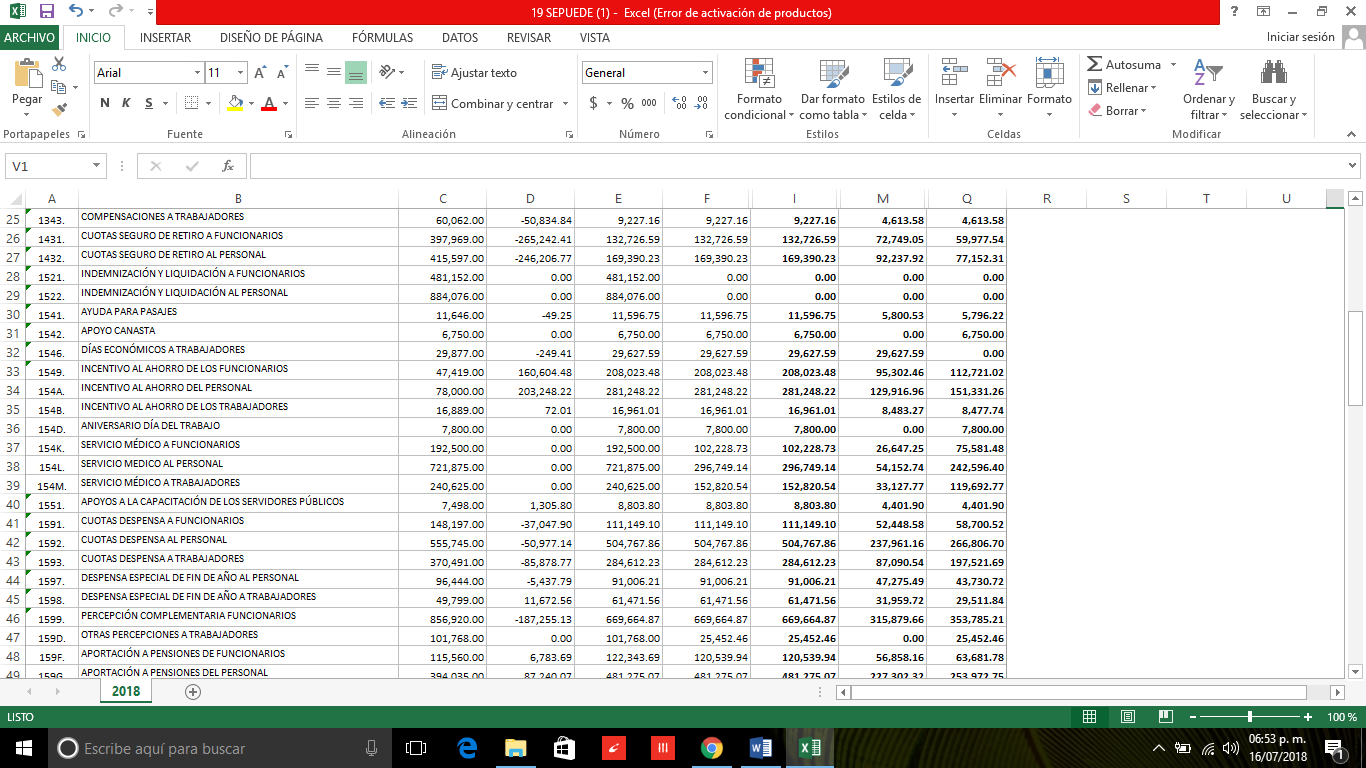 19 SEPUEDE (1) - Excel (Error de activación de productos)
ARCHIVO INICIO INSERTAR DISEÑO DE PÁGINA FÓRMULAS DATOS REVISAR VISTA Iniciar sesión
Pegar Arial 11 Ajustar texto General Formato condicional Dar formato como tabla Estilos de celda Insertar Eliminar Formato Autosuma Ordenar y filtrar Buscar y seleccionar
N K S Combinar y centrar $ % 000 Rellenar
Borrar
Portapapeles Fuente Alineación Número Estilos Celdas Modificar
V1 fx
A B C D E F I M Q R S T U
25 1343. COMPENSACIONES A TRABAJADORES 60,062.00 -50,834.84 9,227.16 9,227.16 9,227.16 4,613.58 4,613.58
26 1431. CUOTAS SEGURO DE RETIRO A FUNCIONARIOS 397,969.00 -265,242.41 132,726.59 132,726.59 132,726.59 72,749.05 59,977.54
27 1432. CUOTAS SEGURO DE RETIRO AL PERSONAL 415,597.00 -246,206.77 169,390.23 169,390.23 169,390.23 92,237.92 77,152.31
28 1521. INDEMNIZACIÓN Y LIQUIDACIÓN A FUNCIONARIOS 481,152.00 0.00 481,152.00 0.00 0.00 0.00 0.00
29 1522. INDEMNIZACIÓN Y LIQUIDACIÓN AL PERSONAL 884,076.00 0.00 884,076.00 0.00 0.00 0.00 0.00
30 1541. AYUDA PARA PASAJES 11,646.00 -49.25 11,596.75 11,596.75 11,596.75 5,800.53 5,796.22
31 1542. APOYO CANASTA 6,750.00 0.00 6,750.00 6,750.00 6,750.00 0.00 6,750.00
32 1546. DÍAS ECONÓMICOS A TRABAJADORES 29,877.00 -249.41 29,627.59 29,627.59 29,627.59 29,627.59 0.00
33 1549. INCENTIVO AL AHORRO DE LOS FUNCIONARIOS 47,419.00 160,604.48 208,023.48 208,023.48 208,023.48 95,302.46 112,721.02
34 154A. INCENTIVO AL AHORRO DEL PERSONAL 78,000.00 203,248.22 281,248.22 281,248.22 281,248.22 129,916.96 151,331.26
35 154B. INCENTIVO AL AHORRO DE LOS TRABAJADORES 16,889.00 72.01 16,961.01 16,961.01 16,961.01 8,483.27 8,477.74
36 154D. ANIVERSARIO DÍA DEL TRABAJO 7,800.00 0.00 7,800.00 7,800.00 7,800.00 0.00 7,800.00
37 154K. SERVICIO MÉDICO A FUNCIONARIOS 192,500.00 0.00 192,500.00 102,228.73 102,228.73 26,647.25 75,581.48
38 154L. SERVICIO MEDICO AL PERSONAL 721,875.00 0.00 721,875.00 296,749.14 296,749.14 54,152.74 242,596.40
39 154M. SERVICIO MÉDICO A TRABAJADORES 240,625.00 0.00 240,625.00 152,820.54 152,820.54 33,127.77 119,692.77
40 1551. APOYOS A LA CAPACITACIÓN DE LOS SERVIDORES PÚBLICOS 7,498.00 1,305.80 8,803.80 8,803.80 8,803.80 4,401.90 4,401.90
41 1591. CUOTAS DESPENSA A FUNCIONARIOS 148,197.00 -37,047.90 111,149.10 111,149.10 111,149.10 52,448.58 58,700.52
42 1592. CUOTAS DESPENSA AL PERSONAL 555,745.00 -50,977.14 504,767.86 504,767.86 504,767.86 237,961.16 266,806.70
43 1593. CUOTAS DESPENSA A TRABAJADORES 370,491.00 -85,878.77 284,612.23 284,612.23 284,612.23 87,090.54 197,521.69
44 1597. DESPENSA ESPECIAL DE FIN DE AÑO AL PERSONAL 96,444.00 -5,437.79 91,006.21 91,006.21 91,006.21 47,275.49 43,730.72
45 1598. DESPENSA ESPECIAL DE FIN DE AÑO A TRABAJADORES 49,799.00 11,672.56 61,471.56 61,471.56 61,471.56 31,959.72 29,511.84
46 1599. PERCEPCIÓN COMPLEMENTARIA FUNCIONARIOS 856,920.00 -187,255.13 669,664.87 669,664.87 669,664.87 315,879.66 353,785.21
47 159D. OTRAS PERCEPCIONES A TRABAJADORES 101,768.00 0.00 101,768.00 25,452.46 25,452.46 0.00 25,452.46
48 159F. APORTACIÓN A PENSIONES DE FUNCIONARIOS 115,560.00 6,783.69 122,343.69 120,539.94 120,539.94 56,858.16 63,681.78
49 159G. APORTACIÓN A PENSIONES DEL PERSONAL 394,035.00 87,240.07 481,275.07 481,275.07 481,275.07 227,302.32 253,972.75
2018
LISTO 100 %
Escribe aquí para buscar 06:53 p. m.
16/07/2018